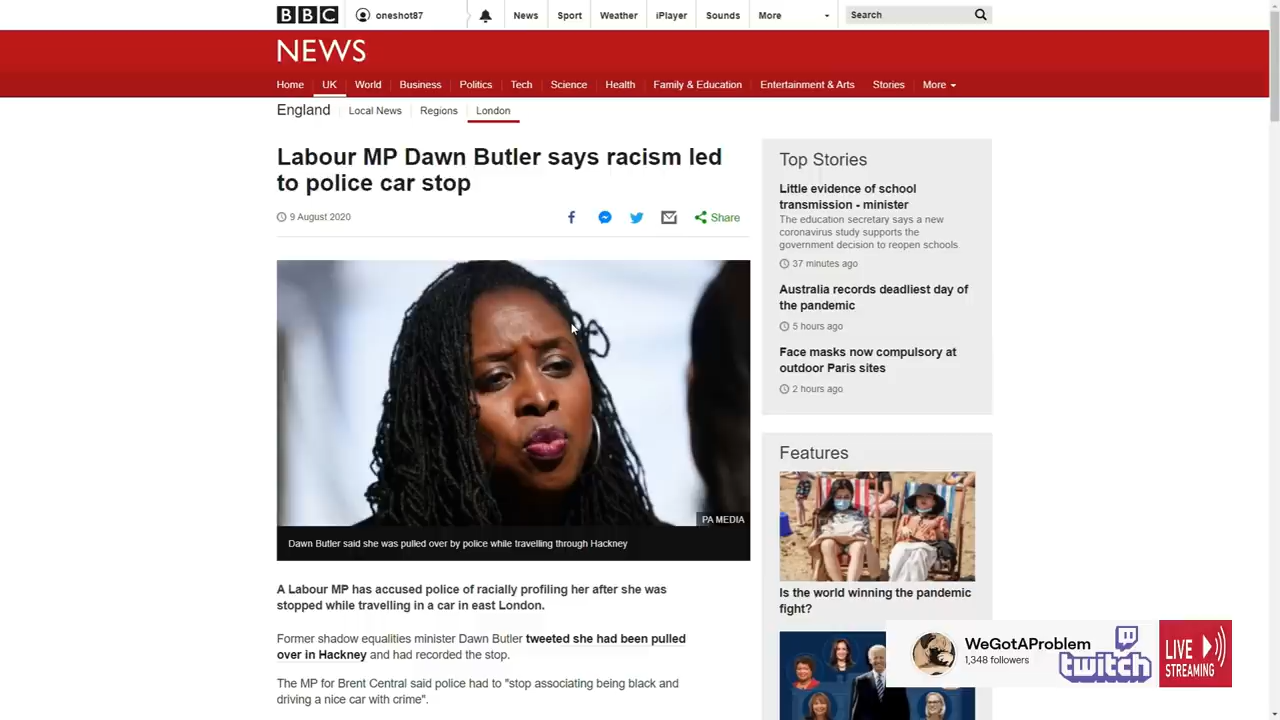 BBC
oneshot87
News
Sport
Weather
iPlayer
Sounds
More
Search
NEWS
Home
UK
World
Business
Politics
Tech
Science
Health
Family & Education
Entertainment & Arts
Stories
More
England
Local News
Regions
London
Labour MP Dawn Butler says racism led
to police car stop
9 August 2020
Share
PA MEDIA
Dawn Butler said she was pulled over by police while travelling through Hackney
A Labour MP has accused police of racially profiling her after she was
stopped while travelling in a car in east London.
Former shadow equalities minister Dawn Butler tweeted she had been pulled
over in Hackney and had recorded the stop.
The MP for Brent Central said police had to "stop associating being black and
driving a nice car with crime".
Top Stories
Little evidence of school
transmission - minister
The education secretary says a new
coronavirus study supports the
government decision to reopen schools.
37 minutes ago
Australia records deadliest day of
the pandemic
5 hours ago
Face masks now compulsory at
outdoor Paris sites
2 hours ago
Features
Is the world winning the pandemic
fight?
WeGotAProblem
1,348 followers
twitch
LIVE
STREAMING